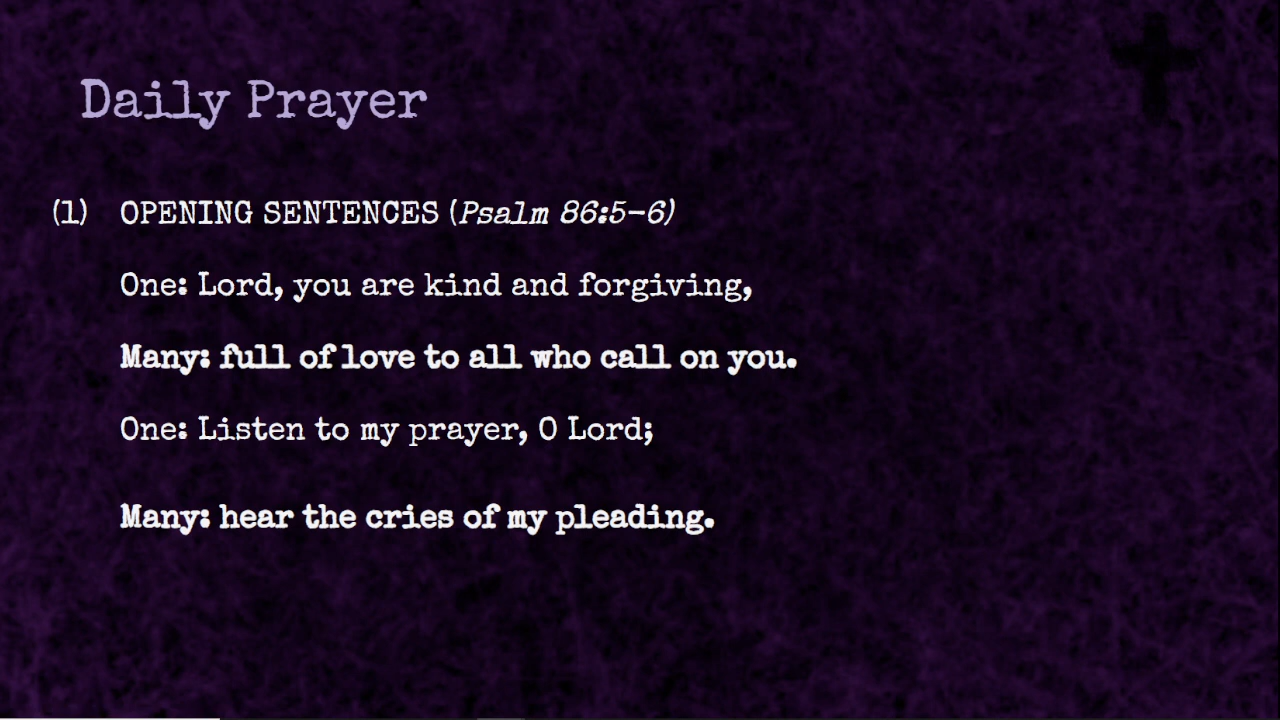 Daily Prayer
(1) OPENING SENTENCES (Psalm 86:5-6)
One: Lord, you are kind and forgiving,
Many: full of love to all who call on you.
One: Listen to my prayer, O Lord;
Many: hear the cries of my pleading.